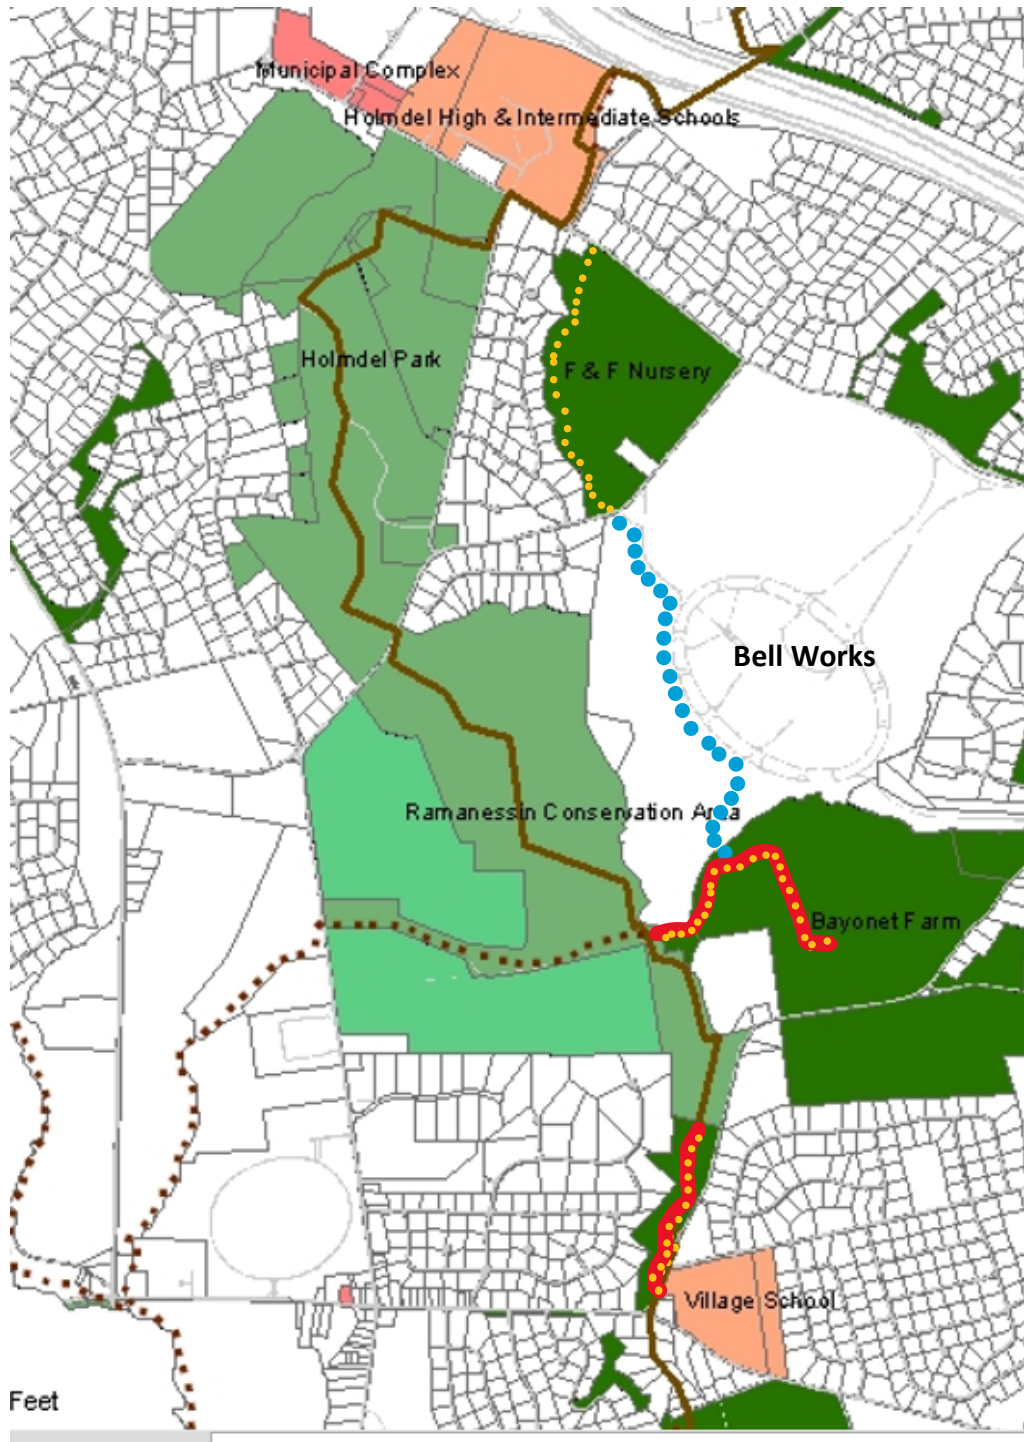 Municipal Complex
Holmdel High & Intermediate Schools
Holmdel Park
F & F Nursery
Bell Works
Ramanessin Conservation Area
Bayonet Farm
Village School
Feet